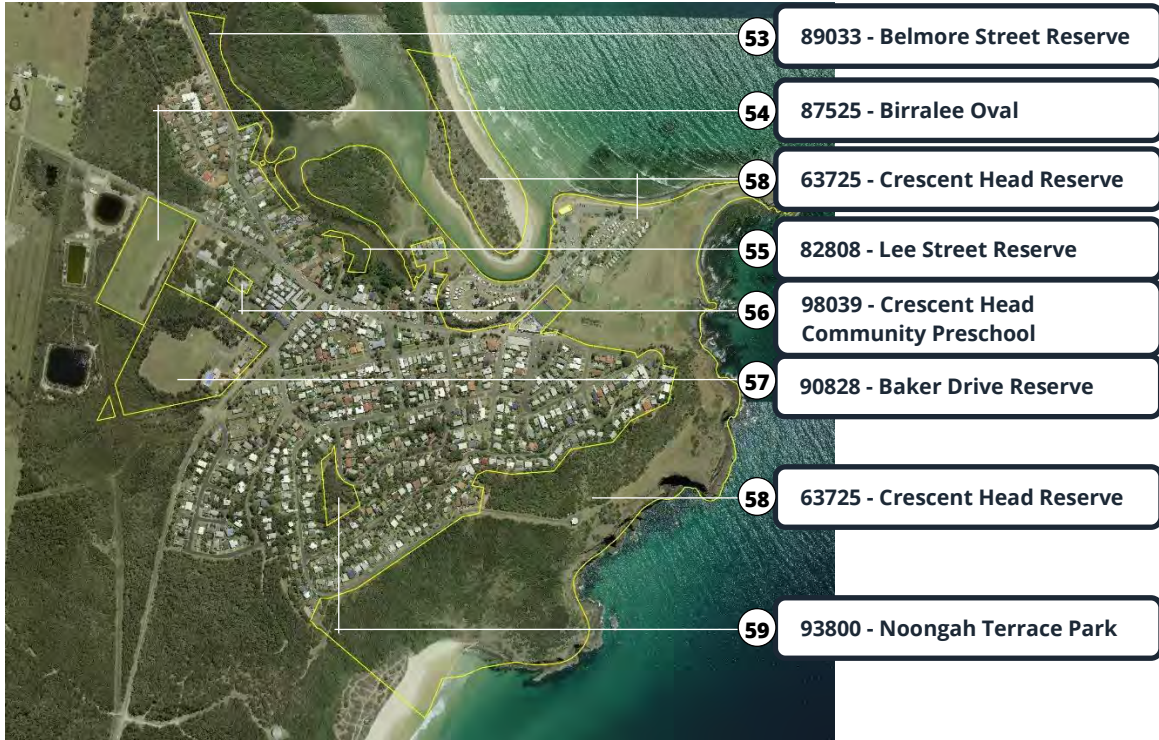 53 89033 - Belmore Street Reserve
54 87525 - Birralee Oval
58 63725 - Crescent Head Reserve
55 82808 - Lee Street Reserve
56 98039 - Crescent Head
Community Preschool
57 90828 - Baker Drive Reserve
58 63725 - Crescent Head Reserve
59 93800 - Noongah Terrace Park